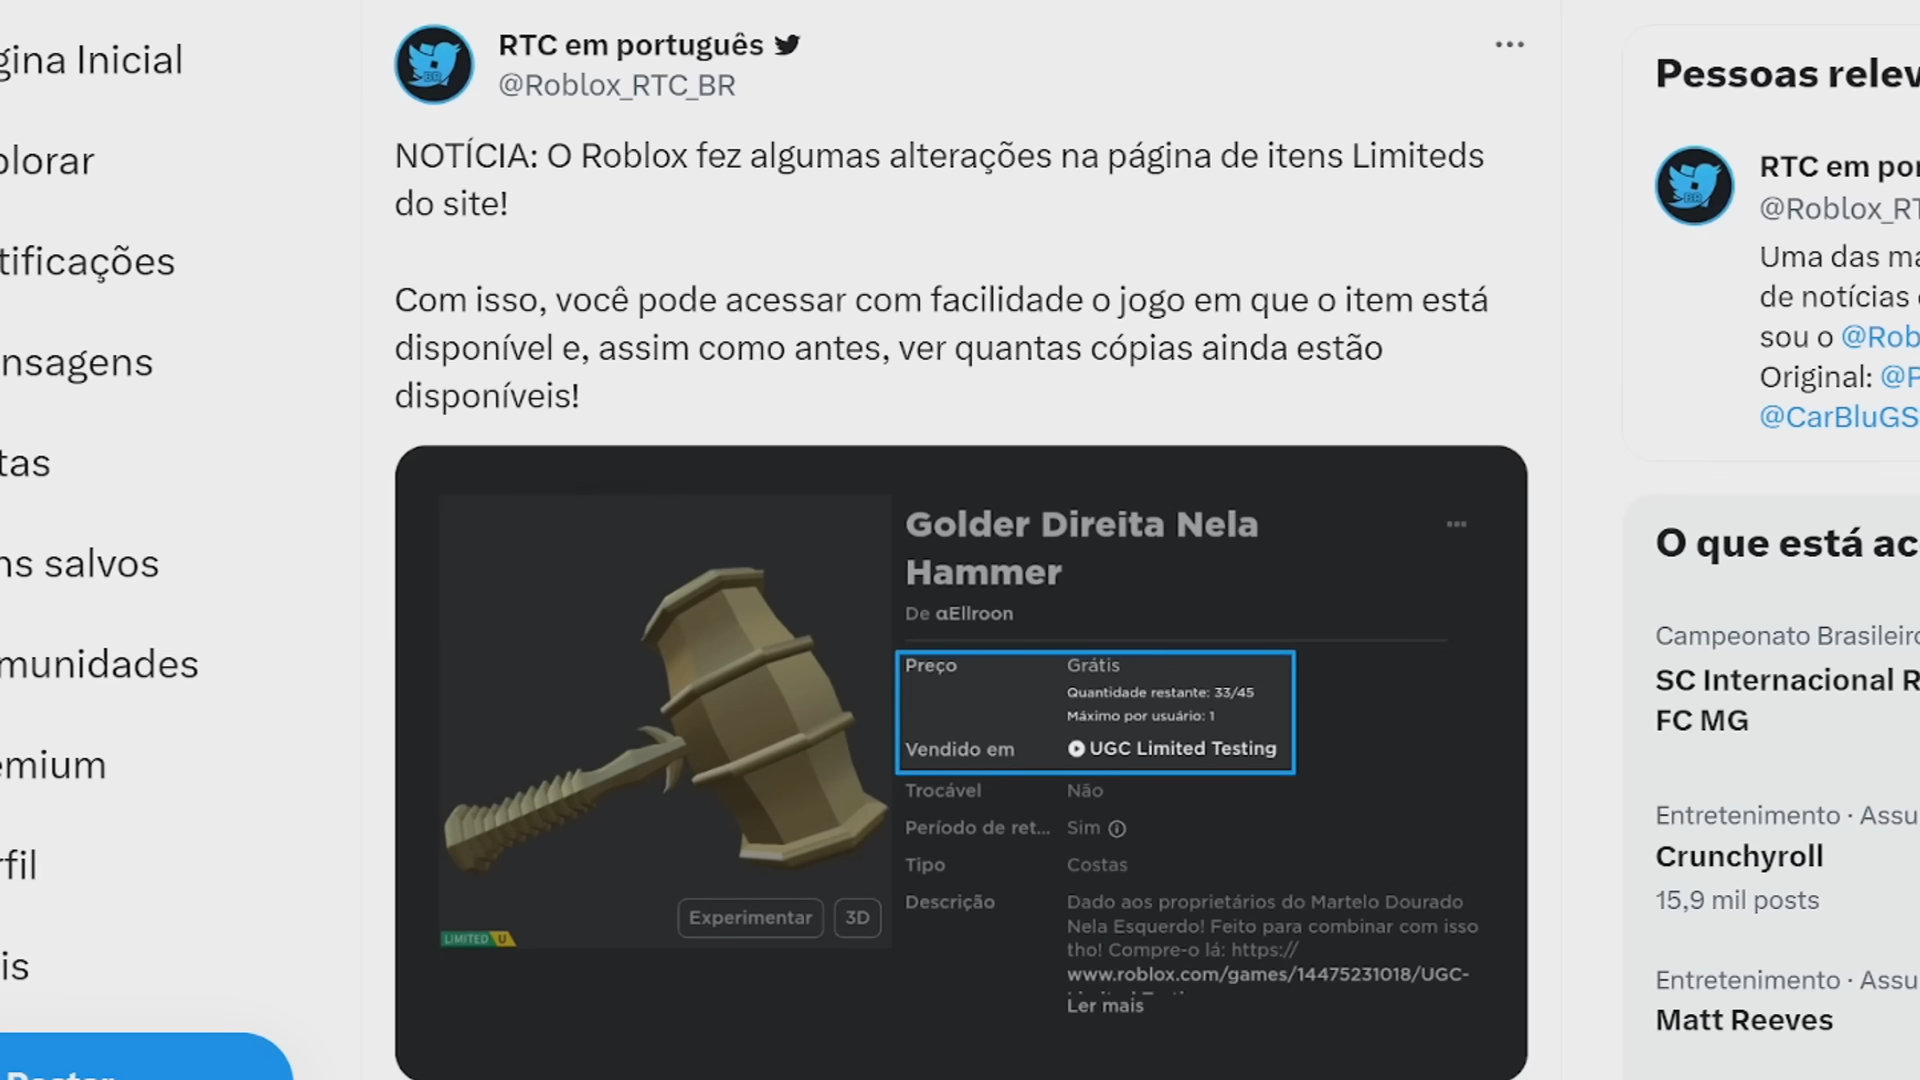 gina Inicial
plorar
tificações
nsagens
tas
ns salvos
munidades
emium
rfil
is
RTC em português
@Roblox_RTC_BR
NOTÍCIA: O Roblox fez algumas alterações na página de itens Limiteds
do site!
Com isso, você pode acessar com facilidade o jogo em que o item está
disponível e, assim como antes, ver quantas cópias ainda estão
disponíveis!
Golder Direita Nela
Hammer
De αEllroon
Preço Grátis
Quantidade restante: 33/45
Máximo por usuário: 1
Vendido em UGC Limited Testing
Trocável Não
Período de ret... Sim
Tipo Costas
Descrição Dado aos proprietários do Martelo Dourado
Nela Esquerdo! Feito para combinar com isso
tho! Compre-o lá: https://
www.roblox.com/games/14475231018/UGC-
Ler mais
Experimentar 3D
LIMITED U
Pessoas relev
RTC em por
@Roblox_RT
Uma das ma
de notícias
sou o @Rob
Original: @P
@CarBluGS
O que está ac
Campeonato Brasileiro
SC Internacional R
FC MG
Entretenimento · Assu
Crunchyroll
15,9 mil posts
Entretenimento · Assu
Matt Reeves